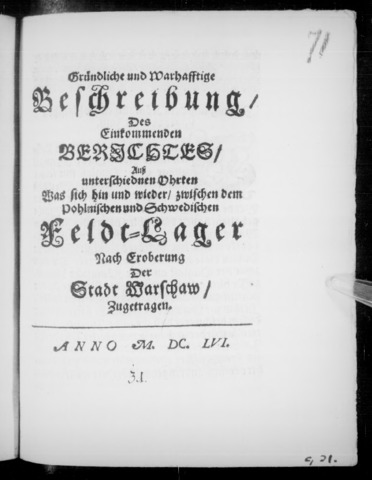 71
Gründliche und Warhafftige
Beschreibung/
Des
Einkommenden
BERJCHTES/
Auß
unterschiednen Ohrten
Was sich hin und wieder/ zwischen dem
Pohlnischen und Schwedischen
Feldt=Lager
Nach Eroberung
Der
Stadt Warschaw/
Zugetragen.
ANNO M. DC. LVI.
31.